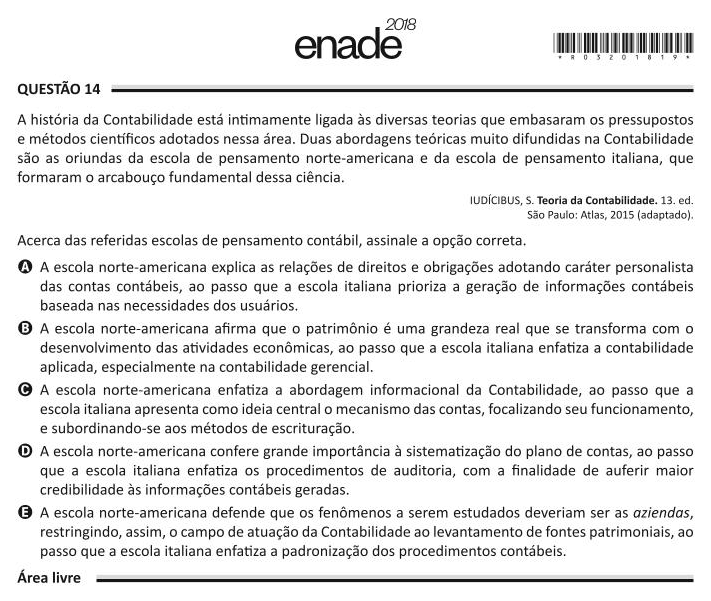 enade2018
*R03201819*
QUESTÃO 14
A história da Contabilidade está intimamente ligada às diversas teorias que embasaram os pressupostos
e métodos científicos adotados nessa área. Duas abordagens teóricas muito difundidas na Contabilidade
são as oriundas da escola de pensamento norte-americana e da escola de pensamento italiana, que
formaram o arcabouço fundamental dessa ciência.
IUDÍCIBUS, S. Teoria da Contabilidade. 13. ed.
São Paulo: Atlas, 2015 (adaptado).
Acerca das referidas escolas de pensamento contábil, assinale a opção correta.
A A escola norte-americana explica as relações de direitos e obrigações adotando caráter personalista
das contas contábeis, ao passo que a escola italiana prioriza a geração de informações contábeis
baseada nas necessidades dos usuários.
B A escola norte-americana afirma que o patrimônio é uma grandeza real que se transforma com o
desenvolvimento das atividades econômicas, ao passo que a escola italiana enfatiza a contabilidade
aplicada, especialmente na contabilidade gerencial.
C A escola norte-americana enfatiza a abordagem informacional da Contabilidade, ao passo que a
escola italiana apresenta como ideia central o mecanismo das contas, focalizando seu funcionamento,
e subordinando-se aos métodos de escrituração.
D A escola norte-americana confere grande importância à sistematização do plano de contas, ao passo
que a escola italiana enfatiza os procedimentos de auditoria, com a finalidade de auferir maior
credibilidade às informações contábeis geradas.
E A escola norte-americana defende que os fenômenos a serem estudados deveriam ser as aziendas,
restringindo, assim, o campo de atuação da Contabilidade ao levantamento de fontes patrimoniais, ao
passo que a escola italiana enfatiza a padronização dos procedimentos contábeis.
Área livre